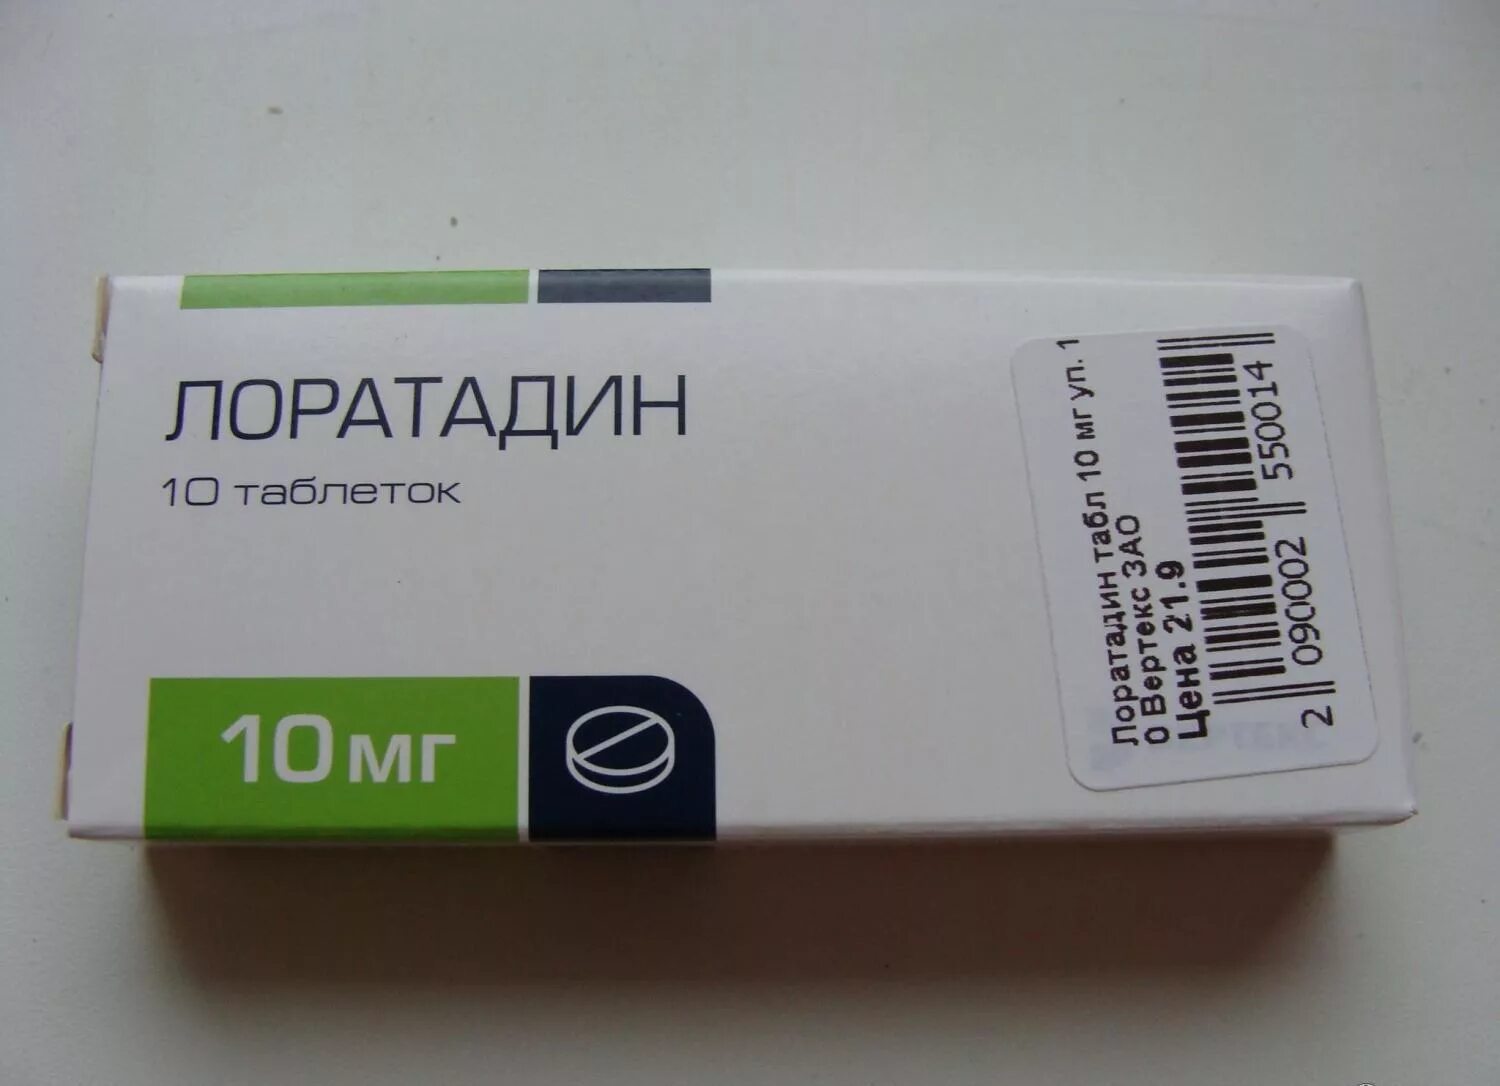 ЛОРАТАДИН
10 таблеток
10 мг
Лоратадин табл 10 мг уп. 1
0 Вертекс ЗАО
Цена 21.9
2 090002 550014